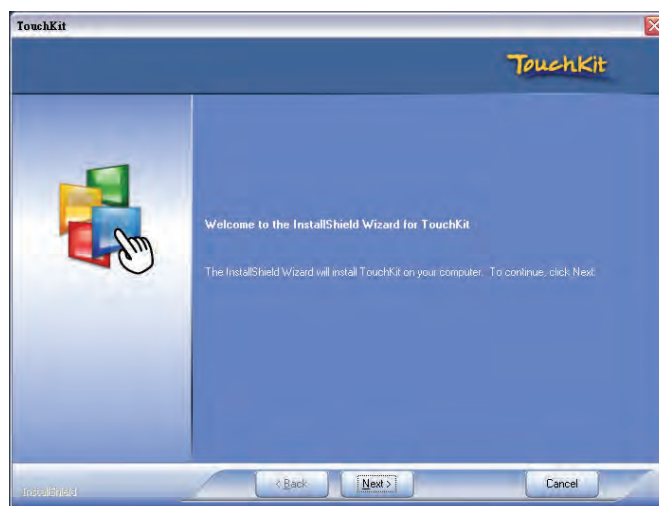 TouchKit
TouchKit
Welcome to the InstallShield Wizard for TouchKit
The InstallShield Wizard will install TouchKit on your computer. To continue, click Next.
InstallShield
< Back
Next >
Cancel